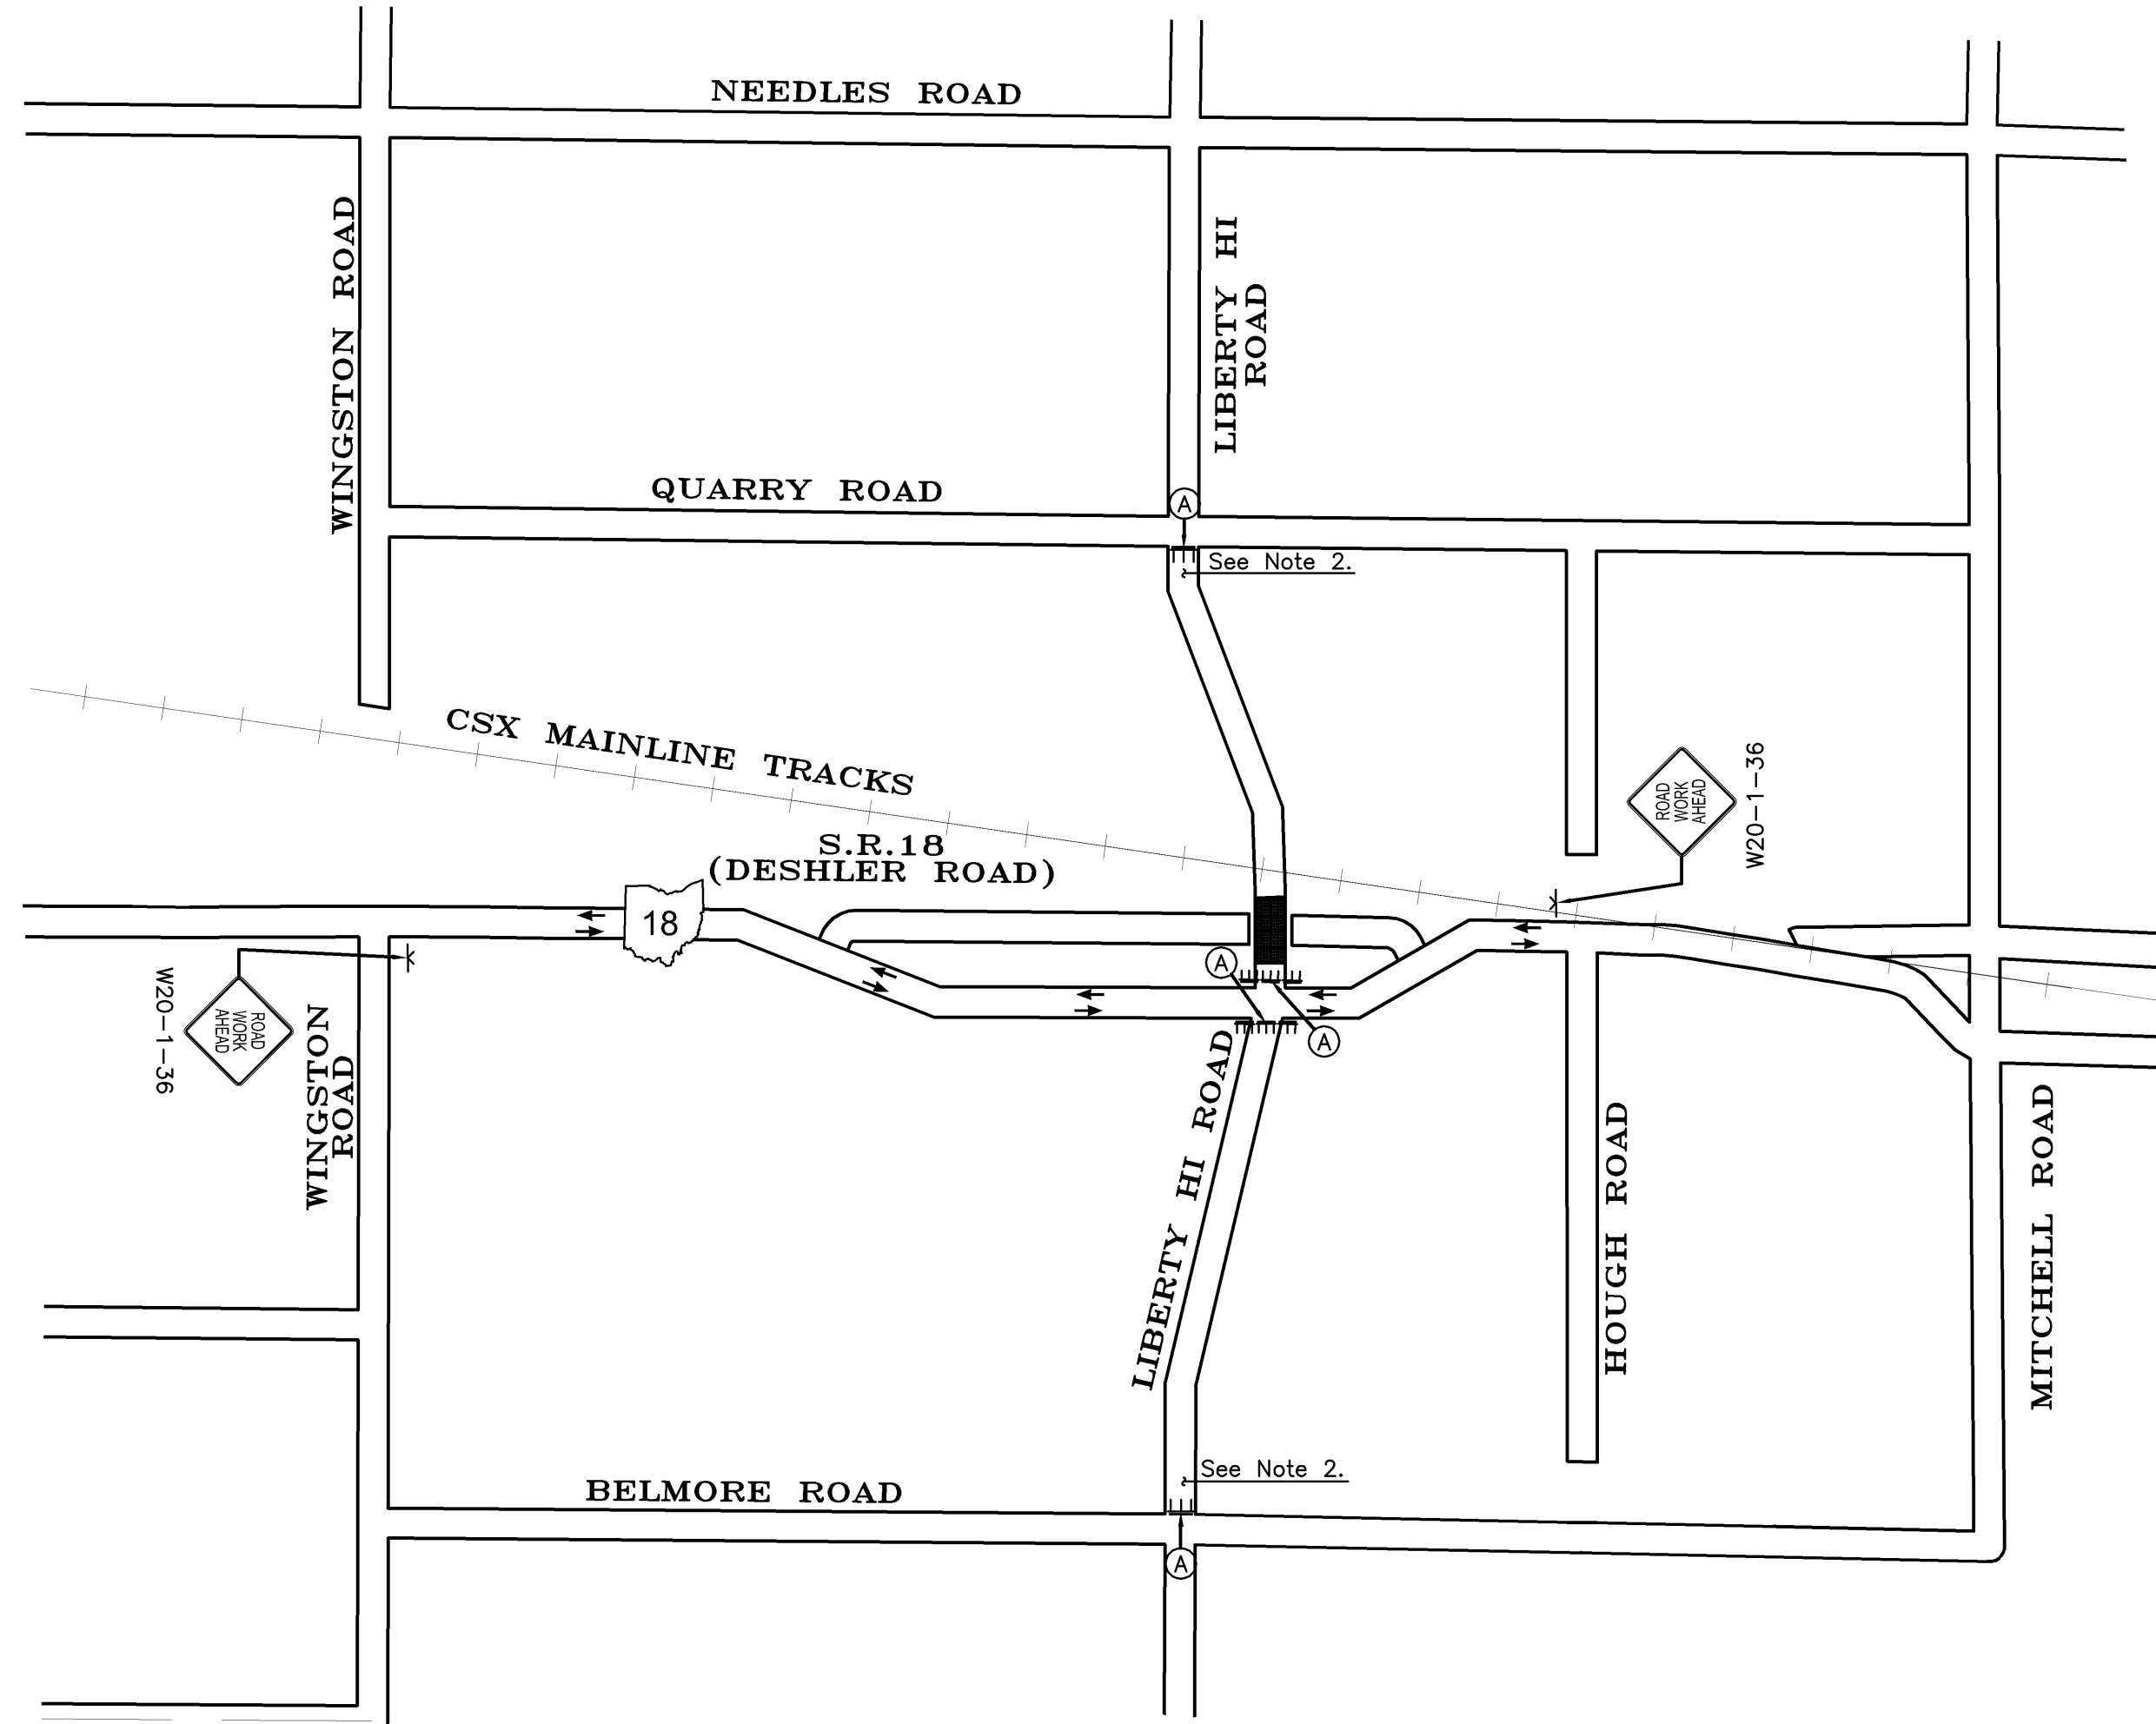 NEEDLES ROAD
WINGSTON ROAD
LIBERTY HI
ROAD
QUARRY ROAD
A
See Note 2.
CSX MAINLINE TRACKS
S.R.18
(DESHLER ROAD)
ROAD
WORK
AHEAD
W20-1-36
18
A
A
W20-1-36
ROAD
WORK
AHEAD
WINGSTON
ROAD
LIBERTY HI ROAD
HOUGH ROAD
MITCHELL ROAD
See Note 2.
BELMORE ROAD
A